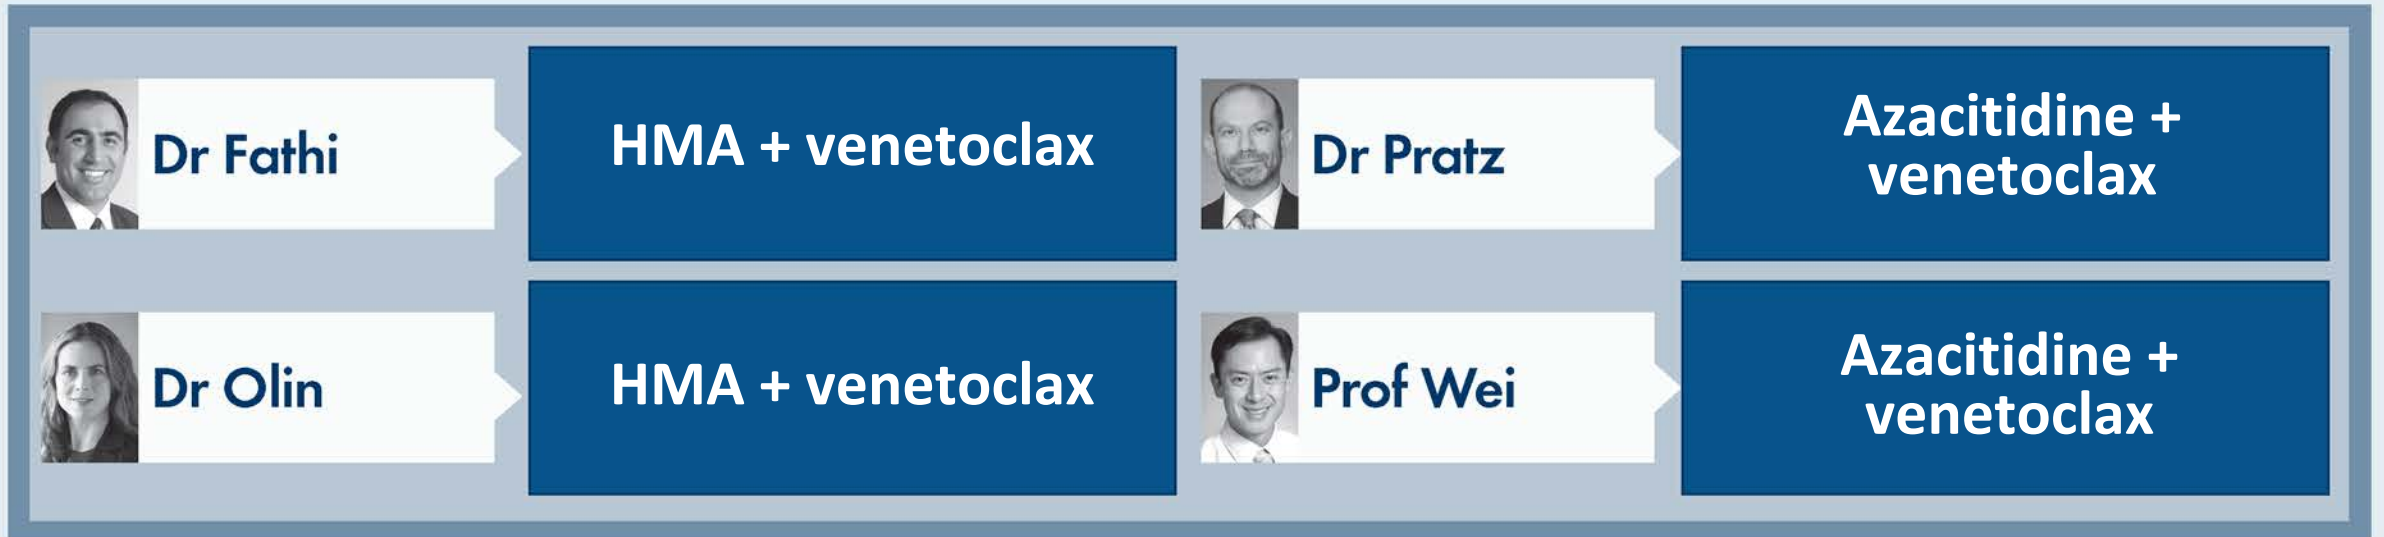 Dr Fathi
HMA + venetoclax
Dr Pratz
Azacitidine +
venetoclax
Dr Olin
HMA + venetoclax
Prof Wei
Azacitidine +
venetoclax